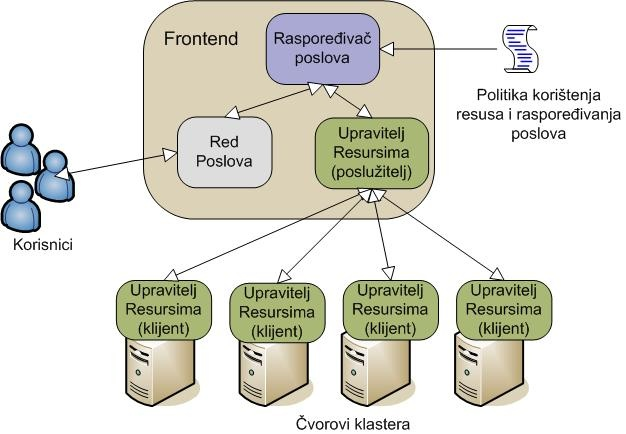 Frontend
Raspoređivač
poslova
Politika korištenja
resusa i raspoređivanja
poslova
Red
Poslova
Upravitelj
Resursima
(poslužitelj)
Korisnici
Upravitelj
Resursima
(klijent)
Upravitelj
Resursima
(klijent)
Upravitelj
Resursima
(klijent)
Upravitelj
Resursima
(klijent)
Čvorovi klastera